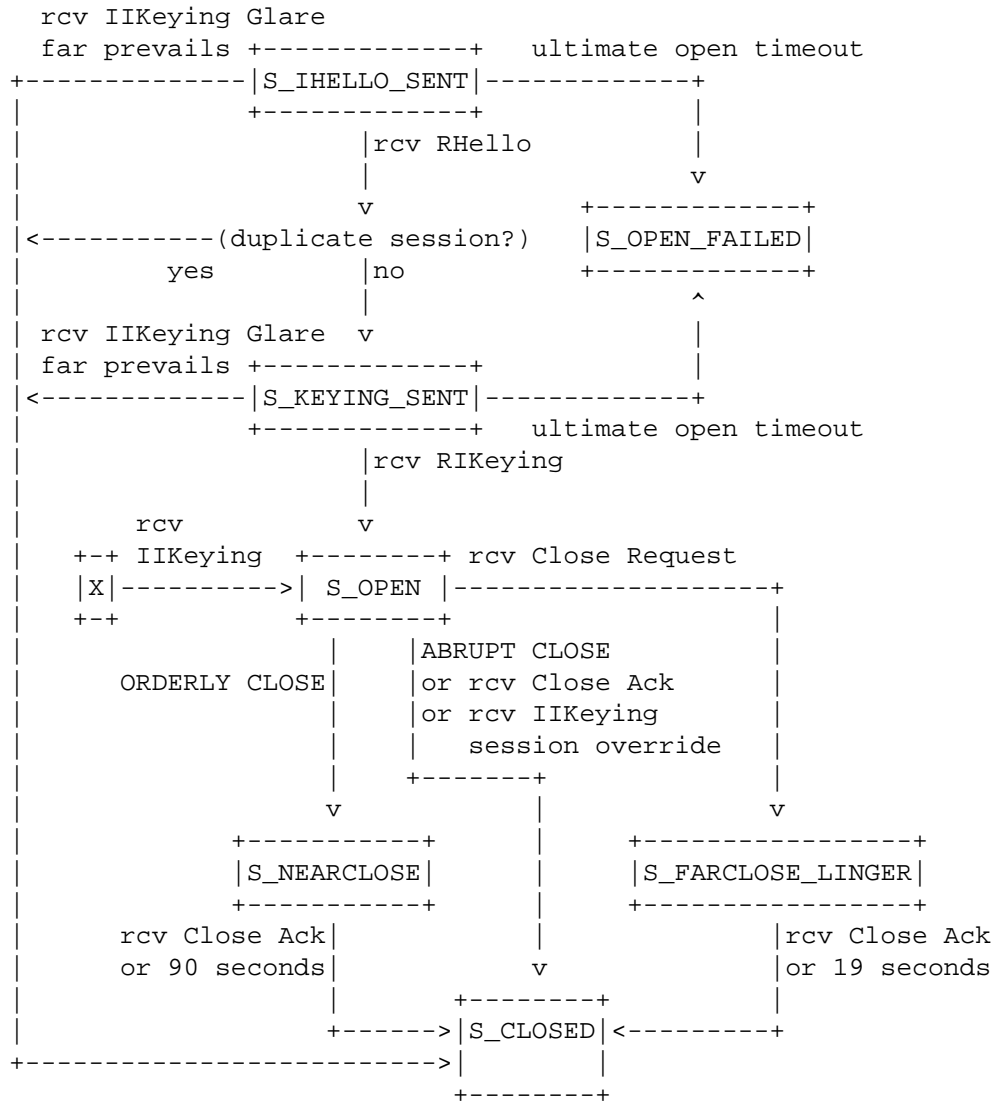 rcv IIKeying Glare
far prevails ultimate open timeout
S_IHELLO_SENT
rcv RHello
(duplicate session?) S_OPEN_FAILED
yes no
rcv IIKeying Glare
far prevails
S_KEYING_SENT
ultimate open timeout
rcv RIKeying
rcv
IIKeying rcv Close Request
X S_OPEN
ABRUPT CLOSE
ORDERLY CLOSE or rcv Close Ack
or rcv IIKeying
session override
S_NEARCLOSE S_FARCLOSE_LINGER
rcv Close Ack rcv Close Ack
or 90 seconds or 19 seconds
S_CLOSED